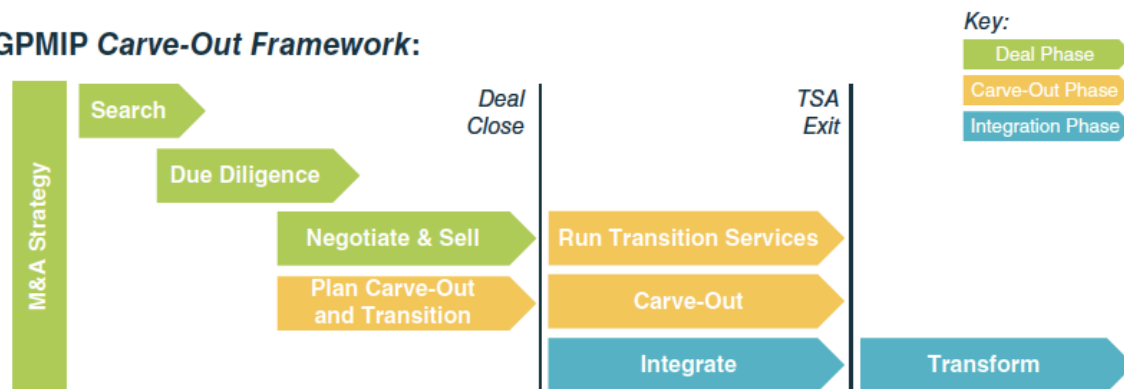 GPMIP Carve-Out Framework:
Key:
Deal Phase
Carve-Out Phase
Integration Phase
M&A Strategy
Search
Deal
Close
TSA
Exit
Due Diligence
Negotiate & Sell
Run Transition Services
Plan Carve-Out
and Transition
Carve-Out
Integrate
Transform